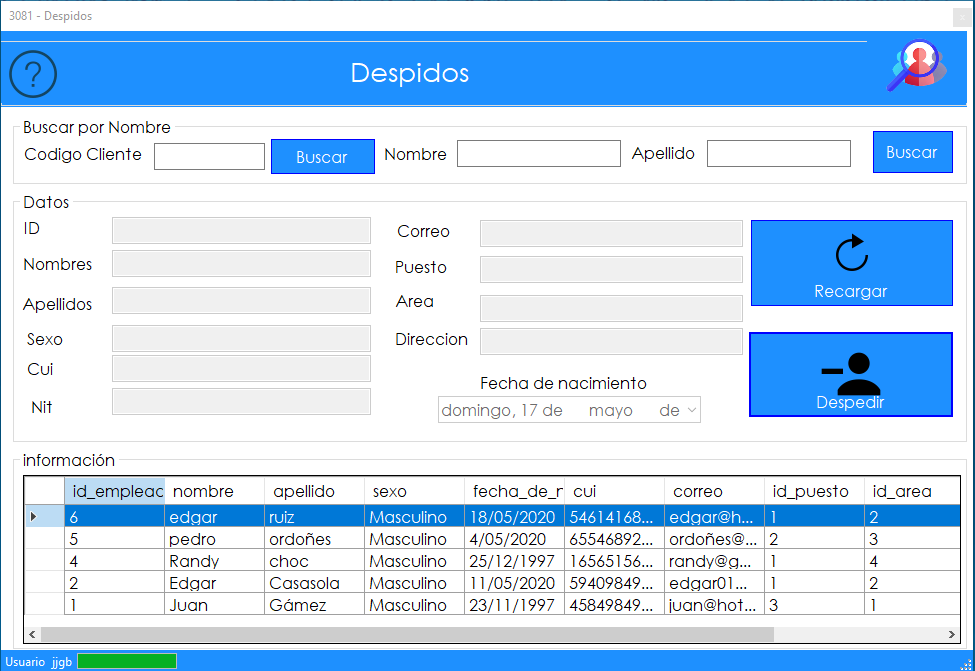 3081 - Despidos
?
Despidos
Buscar por Nombre
Codigo Cliente Buscar Nombre Apellido Buscar
Datos
ID
Nombres
Apellidos
Sexo
Cui
Nit
Correo
Puesto
Area
Direccion
Fecha de nacimiento
domingo, 17 de mayo de
Recargar
Despedir
información
id_empleac nombre apellido sexo fecha_de_r cui correo id_puesto id_area
6 edgar ruiz Masculino 18/05/2020 54614168... edgar@h... 1 2
5 pedro ordoñes Masculino 4/05/2020 65546892... ordoñes@... 2 3
4 Randy choc Masculino 25/12/1997 16565156... randy@g... 1 4
2 Edgar Casasola Masculino 11/05/2020 59409849... edgar01... 1 2
1 Juan Gámez Masculino 23/11/1997 45849849... juan@hot... 3 1
Usuario jjgb